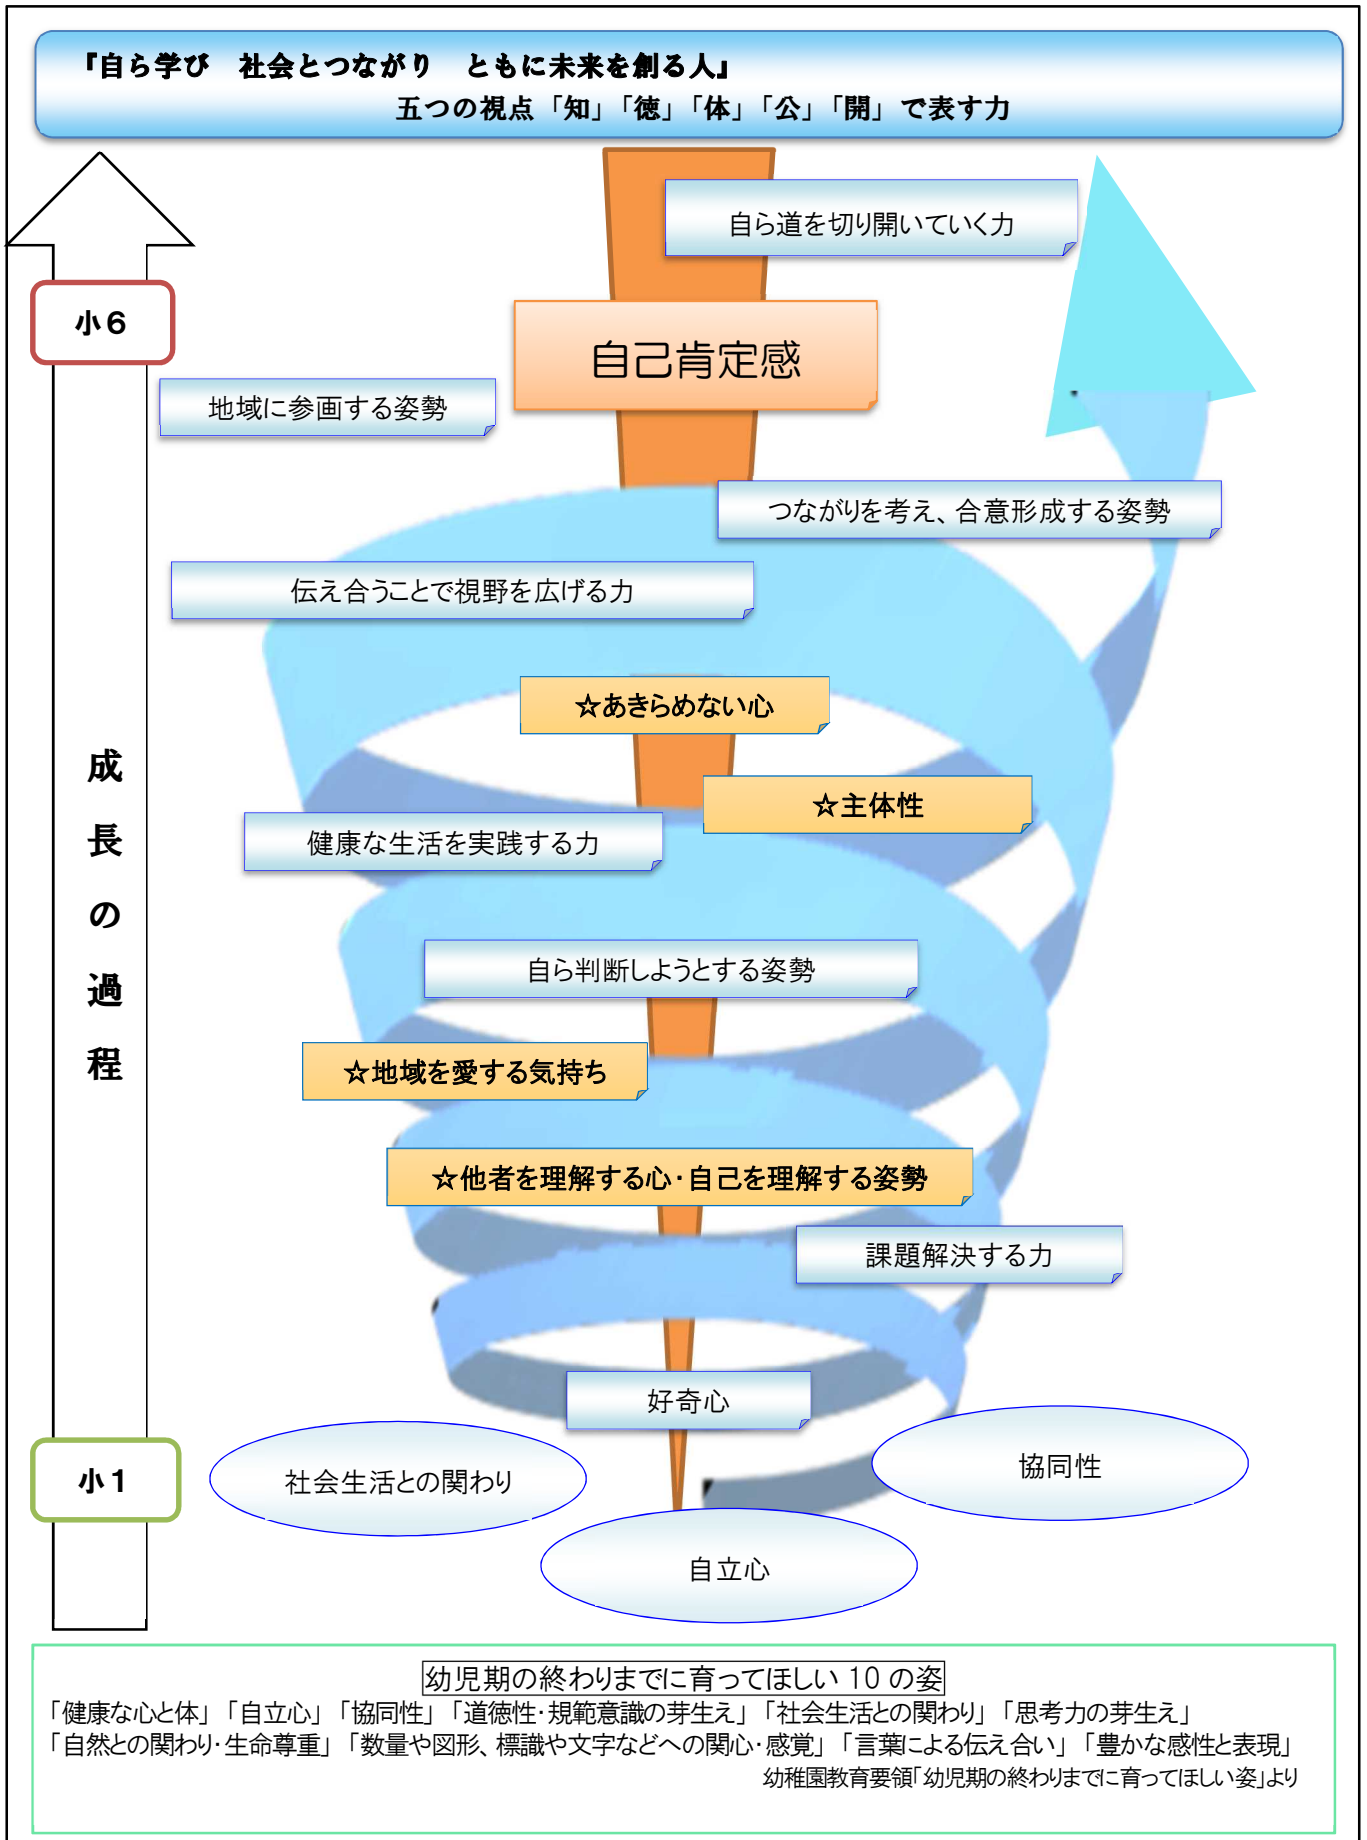 『自ら学び　社会とつながり　ともに未来を創る人』
五つの視点「知」「徳」「体」「公」「開」で表す力
自ら道を切り開いていく力
小６
自己肯定感
地域に参画する姿勢
つながりを考え、合意形成する姿勢
伝え合うことで視野を広げる力
☆あきらめない心
☆主体性
健康な生活を実践する力
成長の過程
自ら判断しようとする姿勢
☆地域を愛する気持ち
☆他者を理解する心・自己を理解する姿勢
課題解決する力
好奇心
小１
社会生活との関わり
協同性
自立心
幼児期の終わりまでに育ってほしい 10 の姿
「健康な心と体」「自立心」「協同性」「道徳性・規範意識の芽生え」「社会生活との関わり」「思考力の芽生え」
「自然との関わり・生命尊重」「数量や図形、標識や文字などへの関心・感覚」「言葉による伝え合い」「豊かな感性と表現」
幼稚園教育要領「幼児期の終わりまでに育ってほしい姿」より